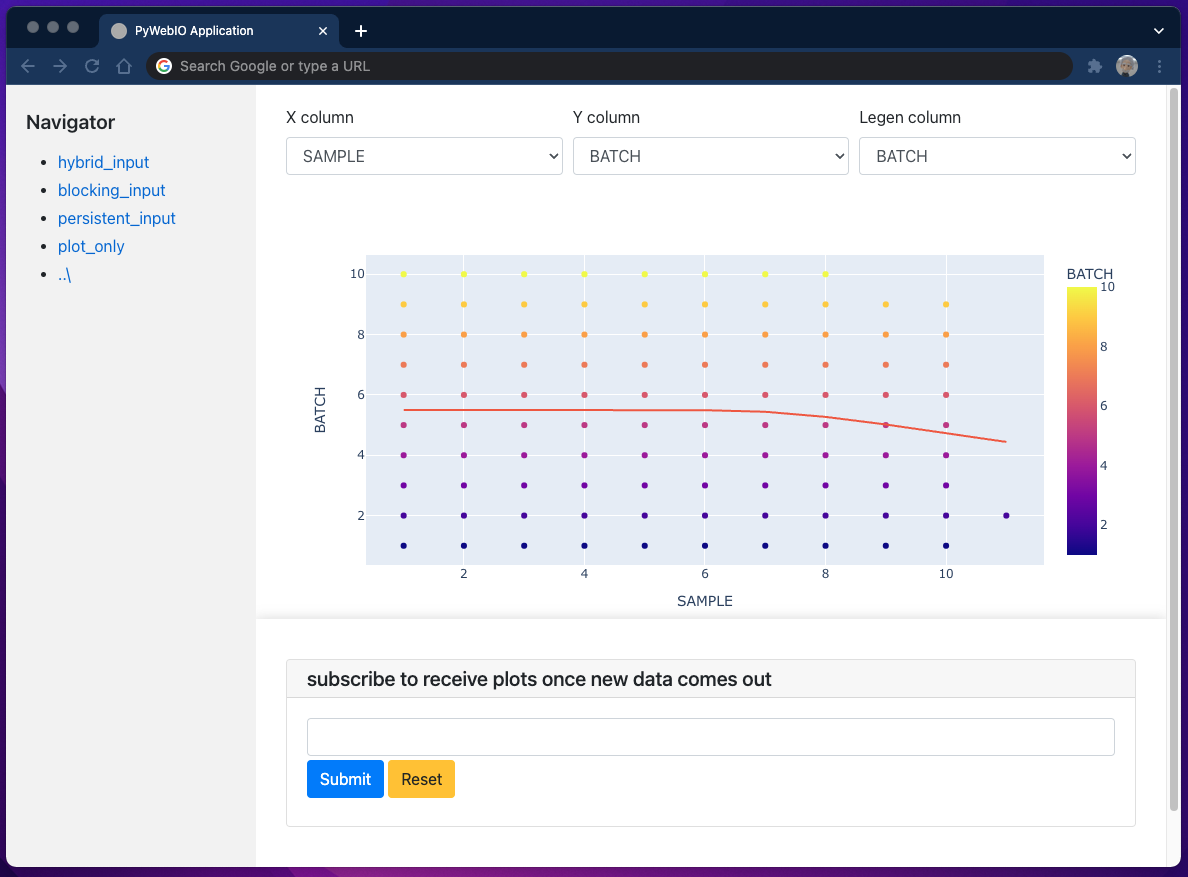 PyWebIO Application
Search Google or type a URL
Navigator
hybrid_input
blocking_input
persistent_input
plot_only
..\
X column
Y column
Legen column
SAMPLE
BATCH
BATCH
BATCH
10
8
6
4
2
2
4
6
8
10
SAMPLE
BATCH
10
8
6
4
2
subscribe to receive plots once new data comes out
Submit
Reset